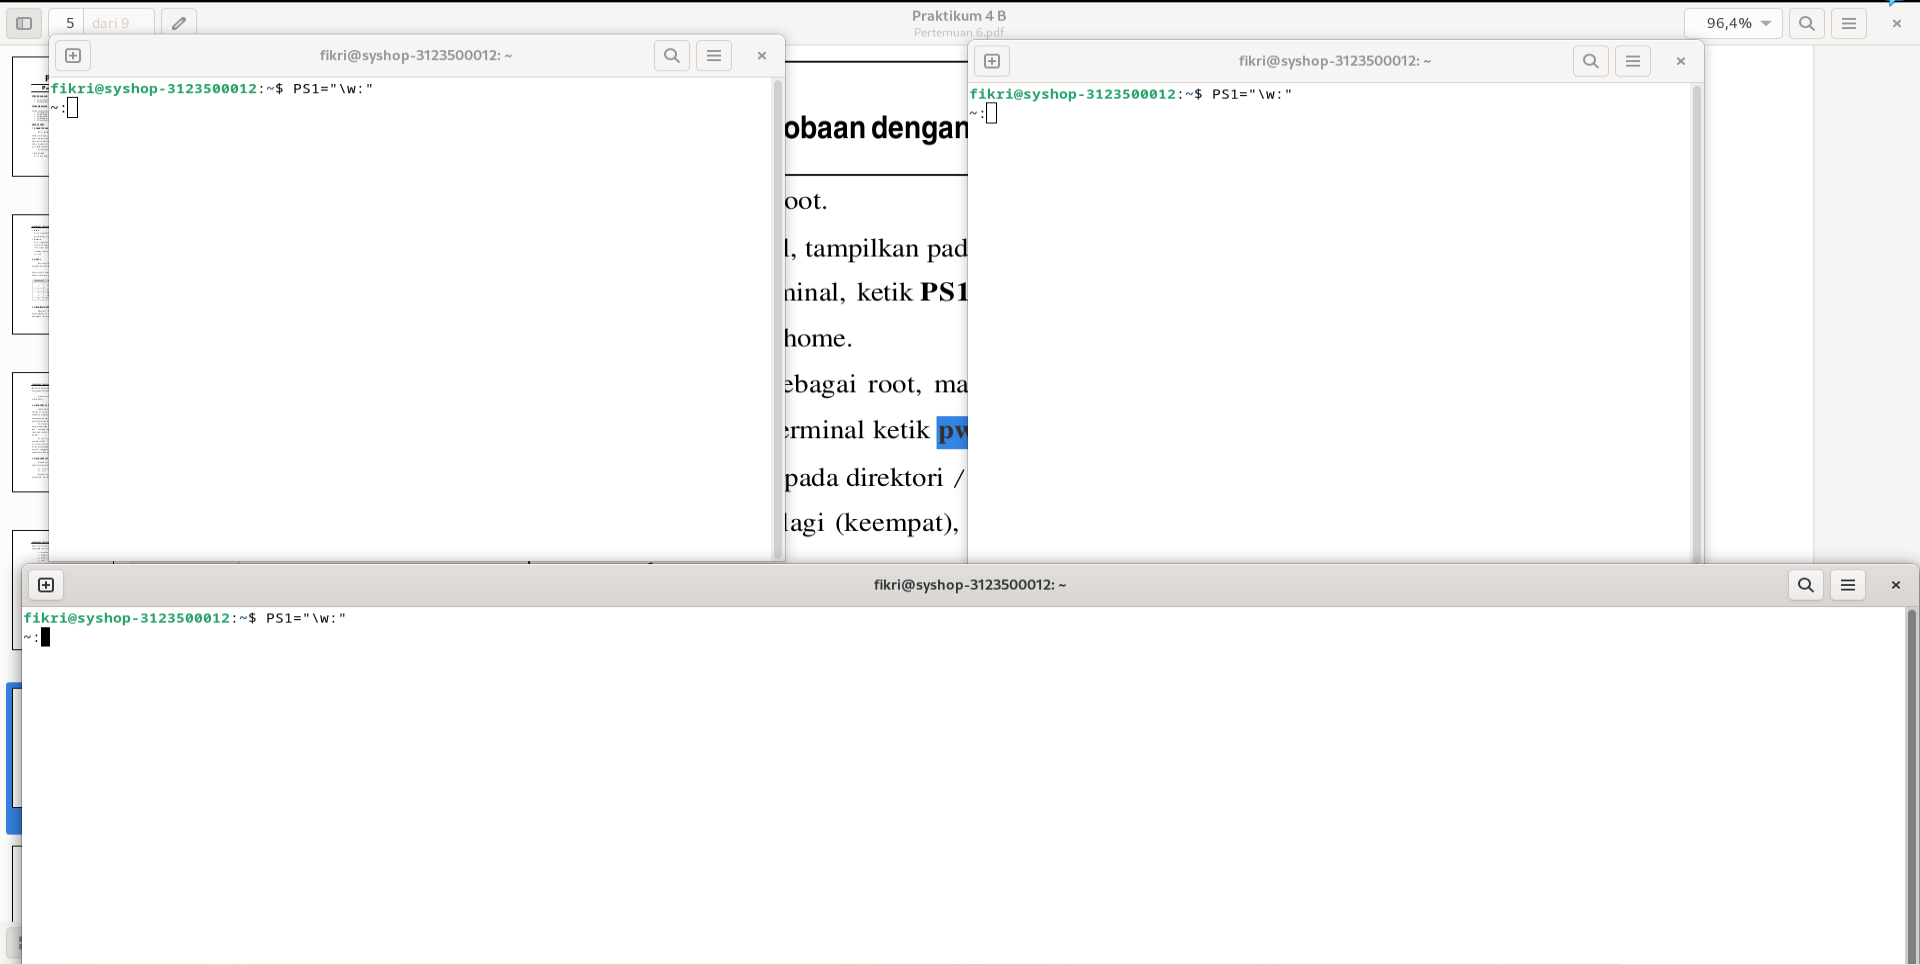 5 dari 9
Praktikum 4 B
Pertemuan 6.pdf
96,4%
fikri@syshop-3123500012: ~
fikri@syshop-3123500012:~$ PS1="\w:"
~:
fikri@syshop-3123500012: ~
fikri@syshop-3123500012:~$ PS1="\w:"
~:
obaan dengan
oot.
l, tampilkan pad
ninal, ketik PS1
home.
ebagai root, ma
erminal ketik pw
pada direktori /
lagi (keempat),
fikri@syshop-3123500012: ~
fikri@syshop-3123500012:~$ PS1="\w:"
~: